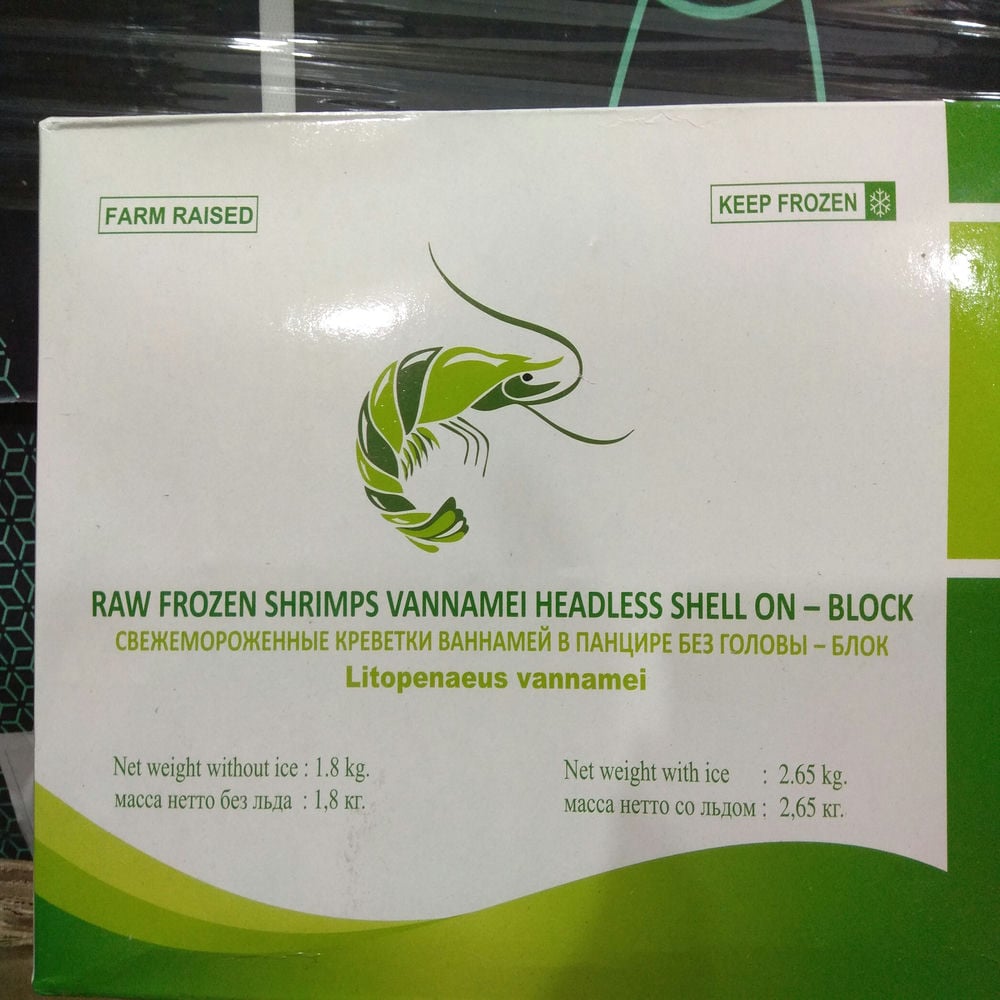 FARM RAISED
KEEP FROZEN
RAW FROZEN SHRIMPS VANNAMEI HEADLESS SHELL ON – BLOCK
СВЕЖЕМОРОЖЕННЫЕ КРЕВЕТКИ ВАННАМЕЙ В ПАНЦИРЕ БЕЗ ГОЛОВЫ – БЛОК
Litopenaeus vannamei
Net weight without ice : 1.8 kg.
масса нетто без льда : 1,8 кг.
Net weight with ice : 2.65 kg.
масса нетто со льдом : 2,65 кг.